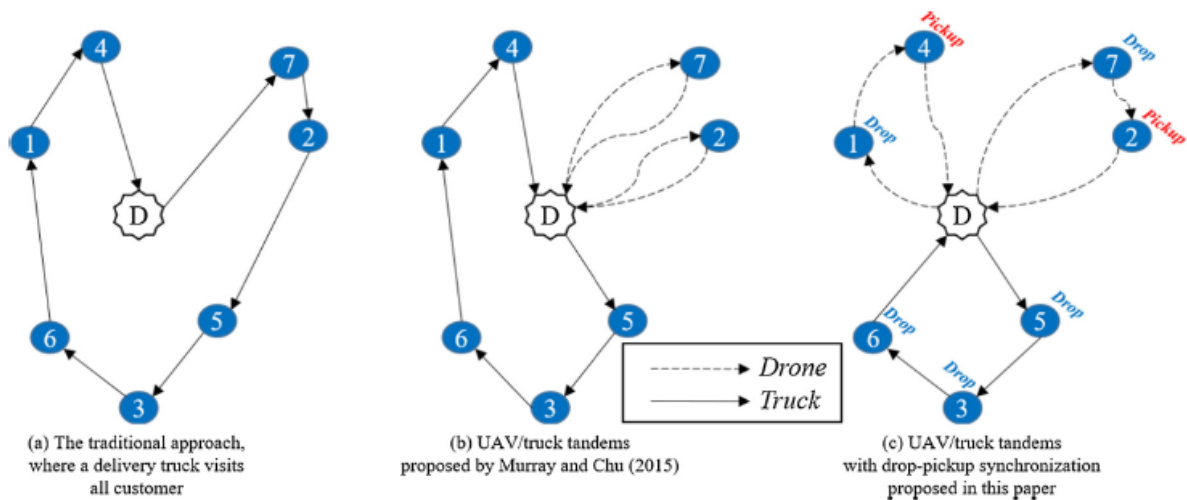 4
7
1
2
D
5
6
3
(a) The traditional approach,
where a delivery truck visits
all customer
4
7
1
2
D
5
6
3
Drone
Truck
(b) UAV/truck tandems
proposed by Murray and Chu (2015)
Pickup
4
Drop
7
1
Drop
2
Pickup
D
Drop
5
6
Drop
Drop
3
(c) UAV/truck tandems
with drop-pickup synchronization
proposed in this paper